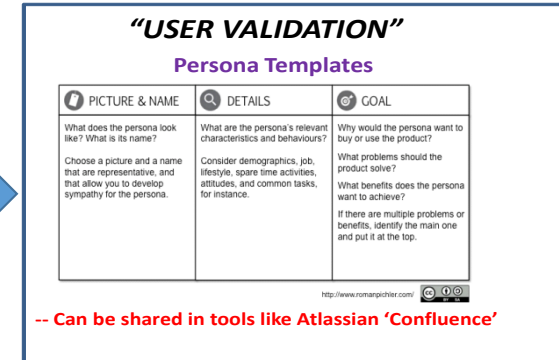 “USER VALIDATION”
Persona Templates
PICTURE & NAME
What does the persona look
like? What is its name?
Choose a picture and a name
that are representative, and
that allow you to develop
sympathy for the persona.
DETAILS
What are the persona's relevant
characteristics and behaviours?
Consider demographics, job,
lifestyle, spare time activities,
attitudes, and common tasks,
for instance.
GOAL
Why would the persona want to
buy or use the product?
What problems should the
product solve?
What benefits does the persona
want to achieve?
If there are multiple problems or
benefits, identify the main one
and put it at the top.
http://www.romanpichler.com/
cc
BY SA
-- Can be shared in tools like Atlassian ‘Confluence’